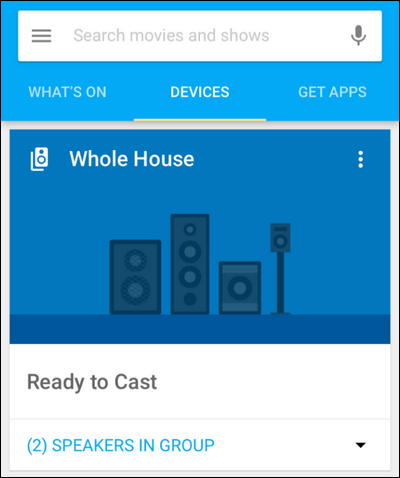 Search movies and shows
WHAT'S ON DEVICES GET APPS
Whole House
Ready to Cast
(2) SPEAKERS IN GROUP